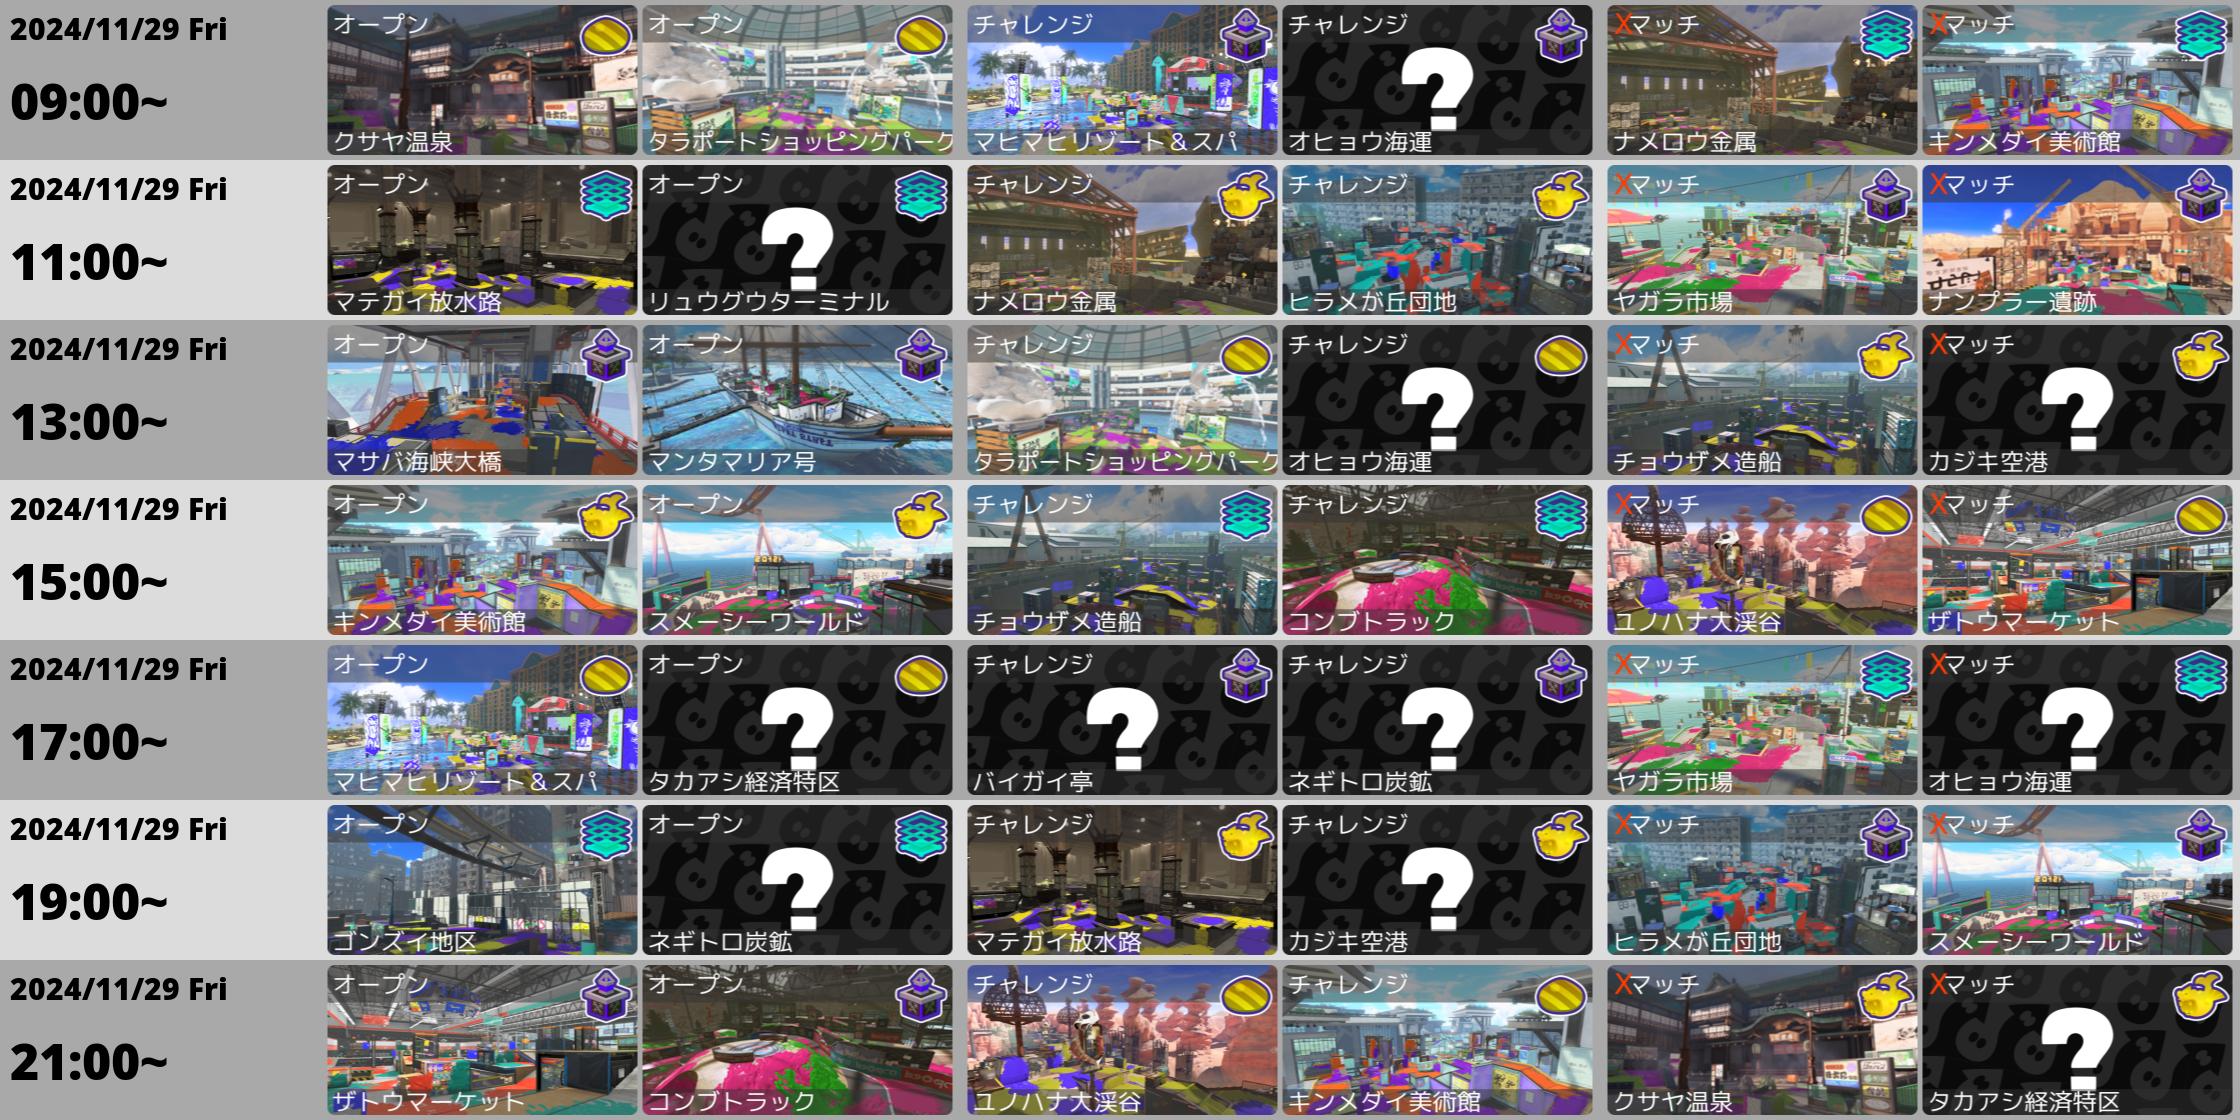 2024/11/29 Fri
09:00~
オープン
クサヤ温泉
オープン
タラポートショッピングパーク
チャレンジ
マヒマヒリゾート＆スパ
チャレンジ
オヒョウ海運
Xマッチ
ナメロウ金属
Xマッチ
キンメダイ美術館
2024/11/29 Fri
11:00~
オープン
マテガイ放水路
オープン
リュウグウターミナル
チャレンジ
ナメロウ金属
チャレンジ
ヒラメが丘団地
Xマッチ
ヤガラ市場
Xマッチ
ナンプラー遺跡
2024/11/29 Fri
13:00~
オープン
マサバ海峡大橋
オープン
マンタマリア号
チャレンジ
タラポートショッピングパーク
チャレンジ
オヒョウ海運
Xマッチ
チョウザメ造船
Xマッチ
カジキ空港
2024/11/29 Fri
15:00~
オープン
キンメダイ美術館
オープン
スメーシーワールド
チャレンジ
チョウザメ造船
チャレンジ
コンブトラック
Xマッチ
ユノハナ大渓谷
Xマッチ
ザトウマーケット
2024/11/29 Fri
17:00~
オープン
マヒマヒリゾート＆スパ
オープン
タカアシ経済特区
チャレンジ
バイガイ亭
チャレンジ
ネギトロ炭鉱
Xマッチ
ヤガラ市場
Xマッチ
オヒョウ海運
2024/11/29 Fri
19:00~
オープン
ゴンズイ地区
オープン
ネギトロ炭鉱
チャレンジ
マテガイ放水路
チャレンジ
カジキ空港
Xマッチ
ヒラメが丘団地
Xマッチ
スメーシーワールド
2024/11/29 Fri
21:00~
オープン
ザトウマーケット
オープン
コンブトラック
チャレンジ
ユノハナ大渓谷
チャレンジ
キンメダイ美術館
Xマッチ
クサヤ温泉
Xマッチ
タカアシ経済特区